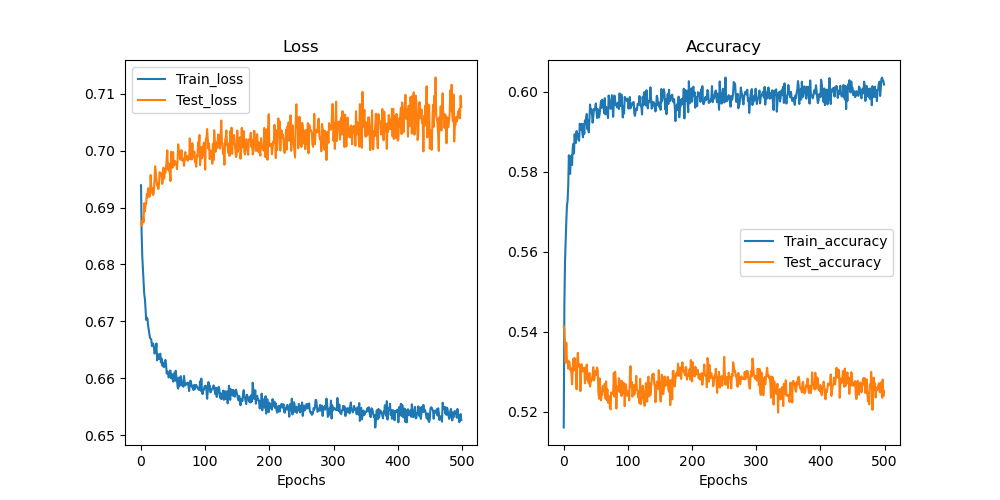 Loss
Train_loss
Test_loss
0.71
0.70
0.69
0.68
0.67
0.66
0.65
0 100 200 300 400 500
Epochs
Accuracy
Train_accuracy
Test_accuracy
0.60
0.58
0.56
0.54
0.52
0 100 200 300 400 500
Epochs